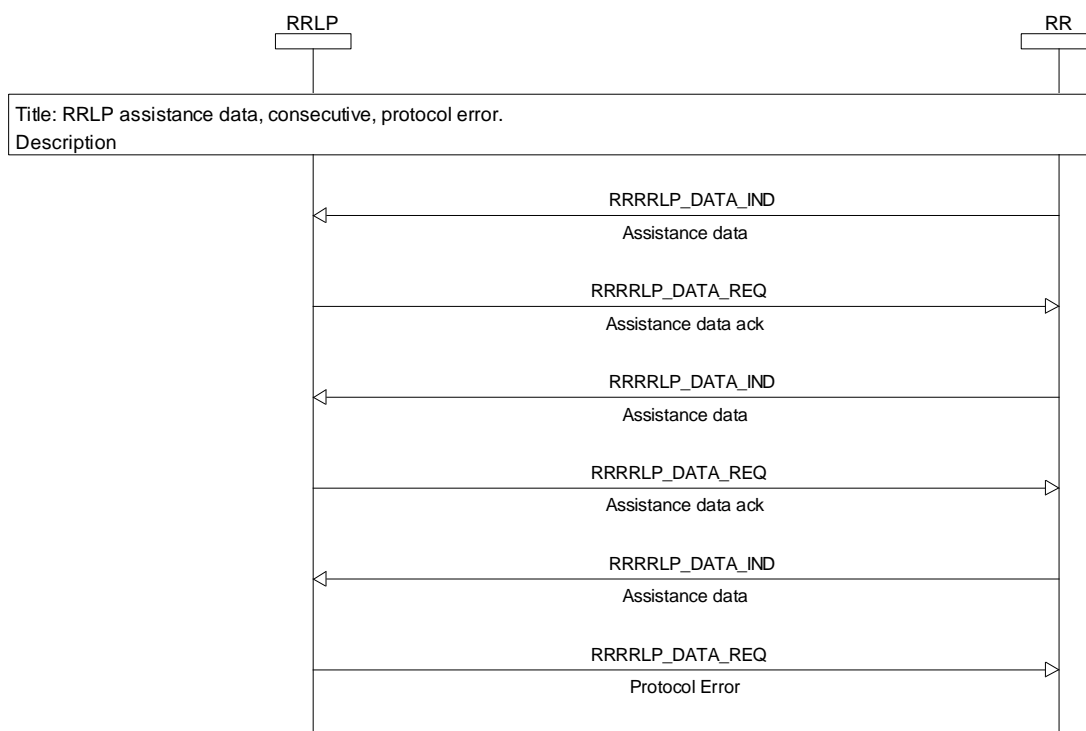 RRLP
RR
Title: RRLP assistance data, consecutive, protocol error.
Description
RRRRLP_DATA_IND
Assistance data
RRRRLP_DATA_REQ
Assistance data ack
RRRRLP_DATA_IND
Assistance data
RRRRLP_DATA_REQ
Assistance data ack
RRRRLP_DATA_IND
Assistance data
RRRRLP_DATA_REQ
Protocol Error